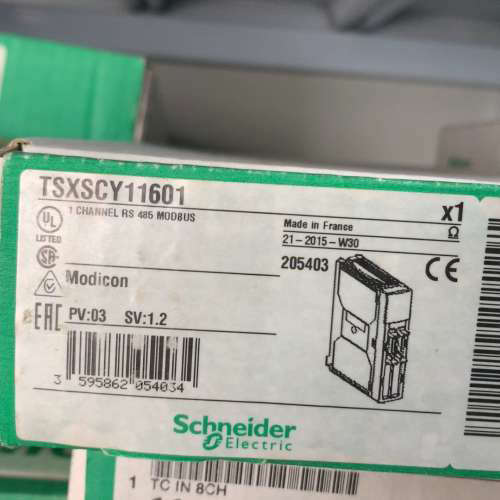 TSXSCY11601
1 CHANNEL RS 485 MODBUS
x1
UL
LISTED
Made in France
Ω
21-2015-W30
205403
CE
Modicon
EAC
PV:03 SV:1.2
3 595862 054034
Schneider
Electric
1 TC IN 8CH